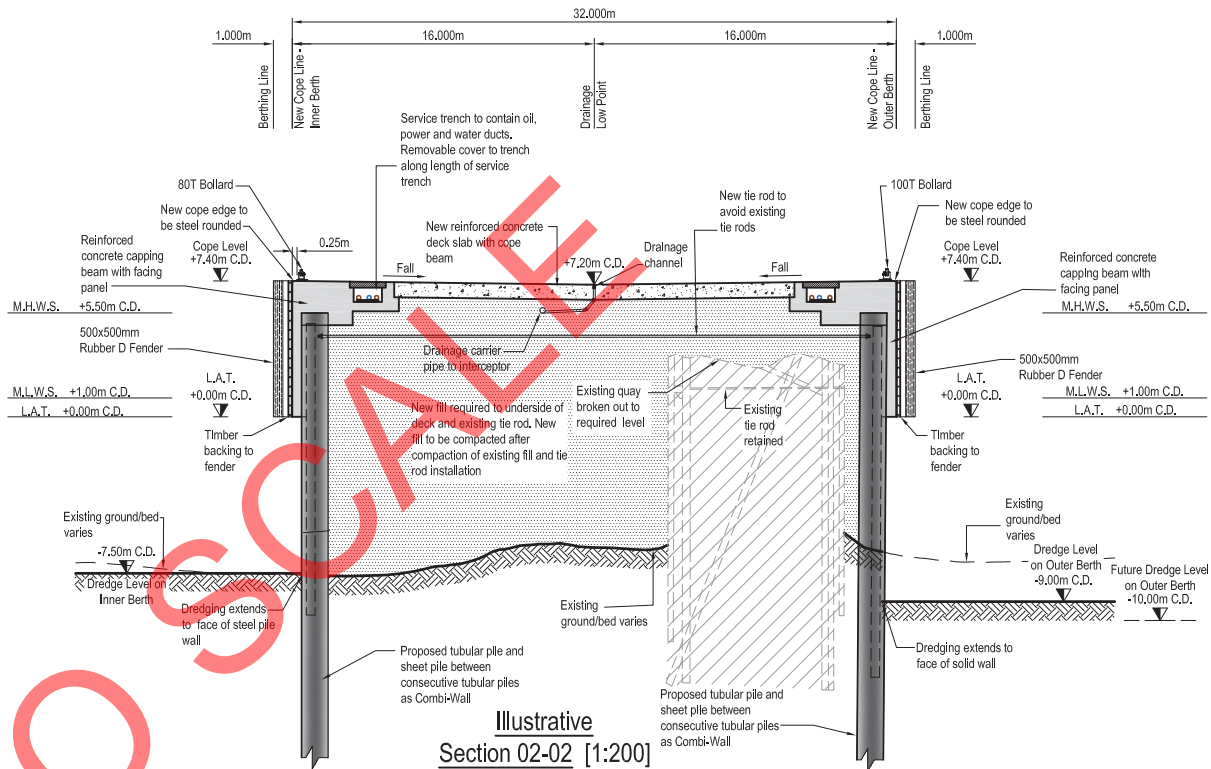 32.000m
1.000m
16.000m
16.000m
1.000m
Berthing Line
New Cope Line -
Inner Berth
Drainage
Low Point
New Cope Line -
Outer Berth
Berthing Line
Service trench to contain oil,
power and water ducts.
Removable cover to trench
along length of service
trench
80T Bollard
New cope edge to
be steel rounded
Cope Level
+7.40m C.D.
0.25m
Reinforced
concrete capping
beam with facing
panel
Fall
New reinforced concrete
deck slab with cope
beam
+7.20m C.D.
Drainage
channel
New tie rod to
avoid existing
tie rods
Fall
100T Bollard
New cope edge to
be steel rounded
Cope Level
+7.40m C.D.
Reinforced concrete
capping beam with
facing panel
M.H.W.S. +5.50m C.D.
M.H.W.S. +5.50m C.D.
500x500mm
Rubber D Fender
500x500mm
Rubber D Fender
Drainage carrier
pipe to interceptor
L.A.T.
+0.00m C.D.
L.A.T.
+0.00m C.D.
M.L.W.S. +1.00m C.D.
L.A.T. +0.00m C.D.
M.L.W.S. +1.00m C.D.
L.A.T. +0.00m C.D.
Timber
backing to
fender
Timber
backing to
fender
New fill required to underside of
deck and existing tie rod. New
fill to be compacted after
compaction of existing fill and tie
rod installation
Existing quay
broken out to
required level
Existing
tie rod
retained
Existing ground/bed
varies
-7.50m C.D.
Dredge Level on
Inner Berth
Dredging extends
to face of steel pile
wall
Existing
ground/bed varies
Existing
ground/bed
varies
Dredge Level
on Outer Berth
-9.00m C.D.
Future Dredge Level
on Outer Berth
-10.00m C.D.
Dredging extends to
face of solid wall
Proposed tubular pile and
sheet pile between
consecutive tubular piles
as Combi-Wall
Proposed tubular pile and
sheet pile between
consecutive tubular piles
as Combi-Wall
Illustrative
Section 02-02 [1:200]
O SCALE